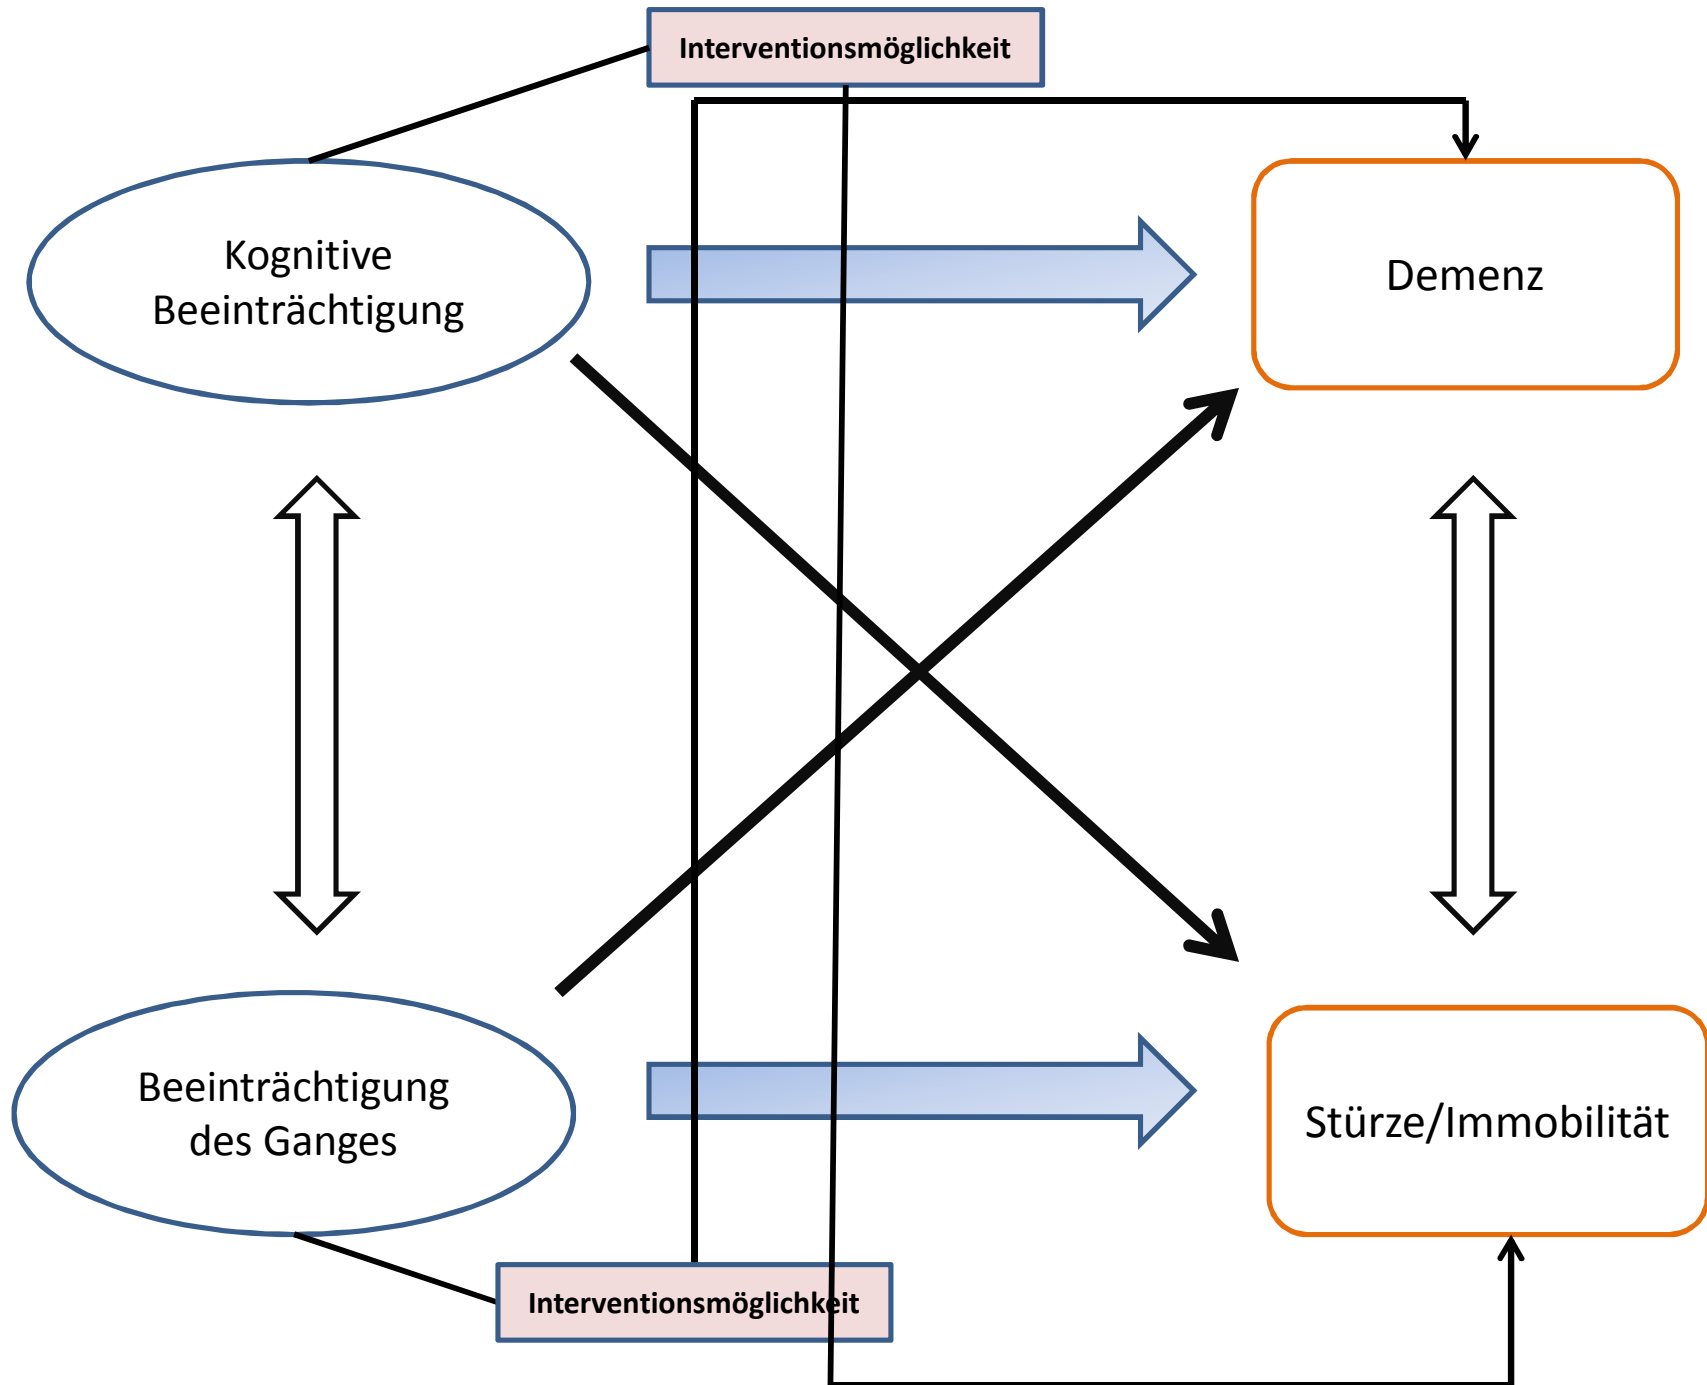 Interventionsmöglichkeit
Kognitive
Beeinträchtigung
Demenz
Beeinträchtigung
des Ganges
Stürze/Immobilität
Interventionsmöglichkeit